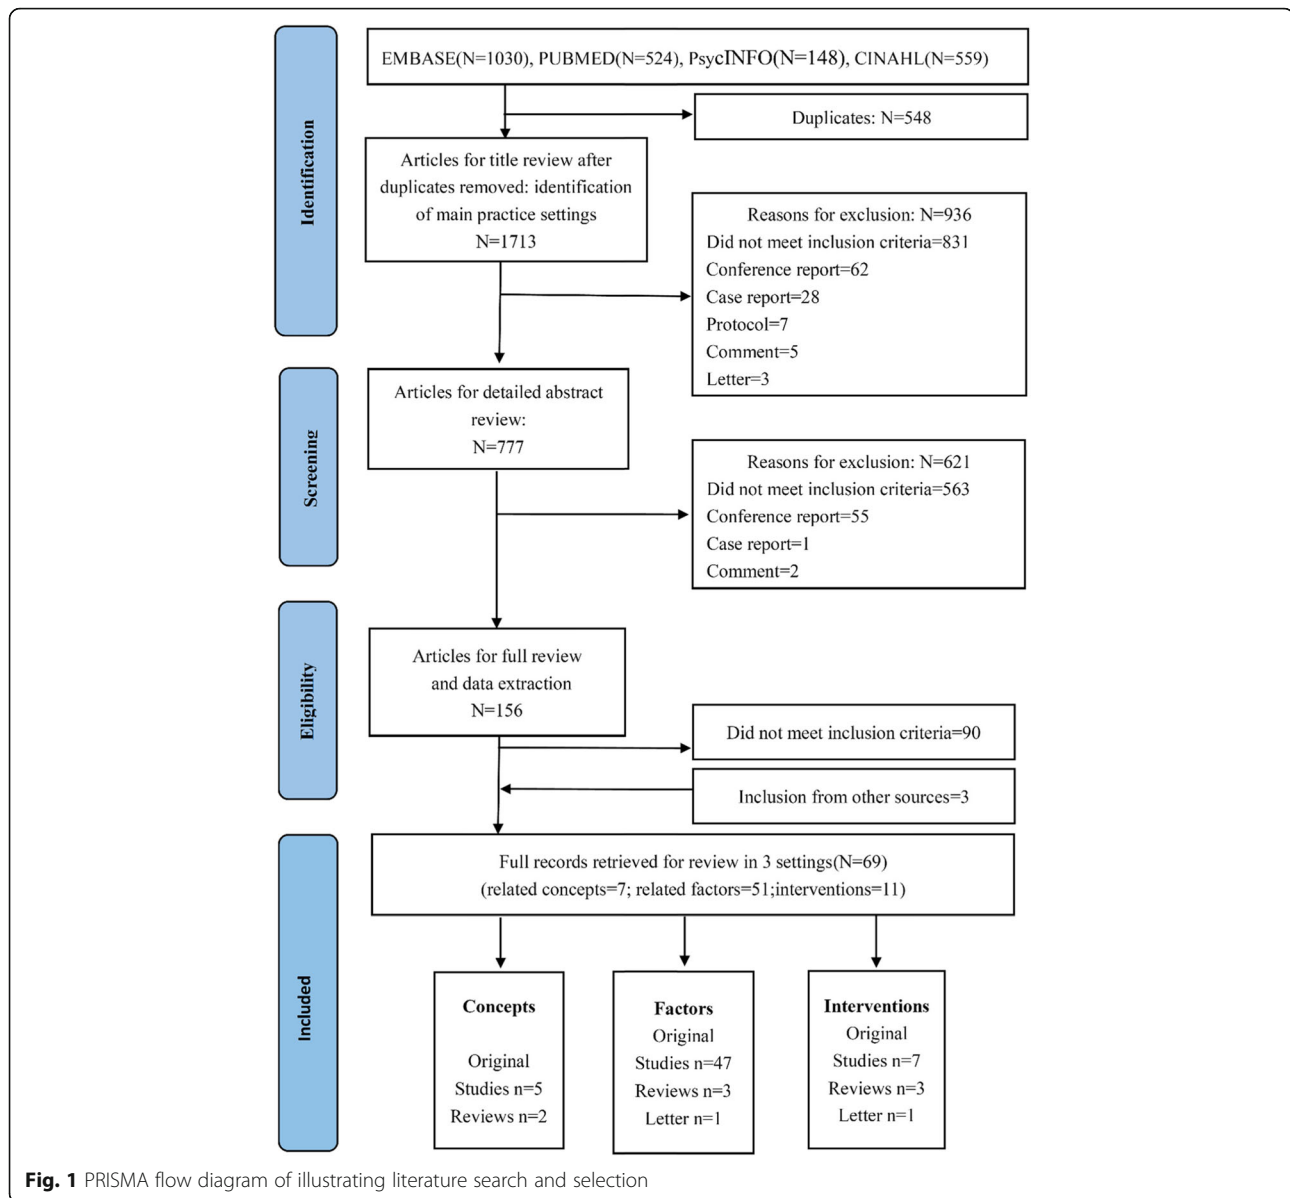 Identification
EMBASE(N=1030), PUBMED(N=524), PsycINFO(N=148), CINAHL(N=559)
Duplicates: N=548
Articles for title review after
duplicates removed: identification
of main practice settings
N=1713
Reasons for exclusion: N=936
Did not meet inclusion criteria=831
Conference report=62
Case report=28
Protocol=7
Comment=5
Letter=3
Screening
Articles for detailed abstract
review:
N=777
Reasons for exclusion: N=621
Did not meet inclusion criteria=563
Conference report=55
Case report=1
Comment=2
Eligibility
Articles for full review
and data extraction
N=156
Did not meet inclusion criteria=90
Inclusion from other sources=3
Included
Full records retrieved for review in 3 settings(N=69)
(related concepts=7; related factors=51;interventions=11)
Concepts
Original
Studies n=5
Reviews n=2
Factors
Original
Studies n=47
Reviews n=3
Letter n=1
Interventions
Original
Studies n=7
Reviews n=3
Letter n=1
Fig. 1 PRISMA flow diagram of illustrating literature search and selection